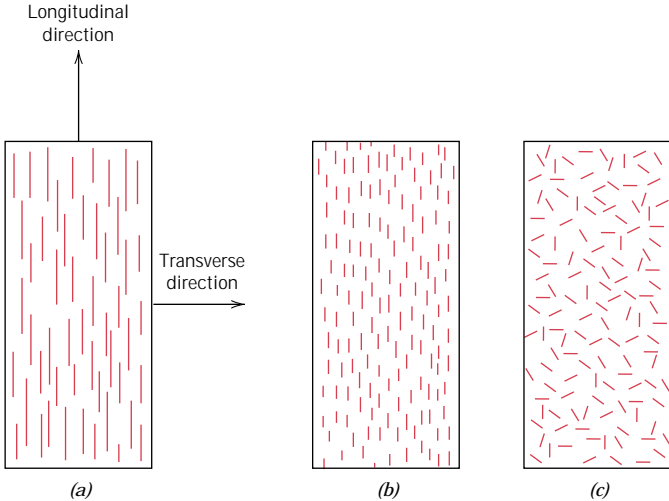 Longitudinal
direction
Transverse
direction
(a)
(b)
(c)